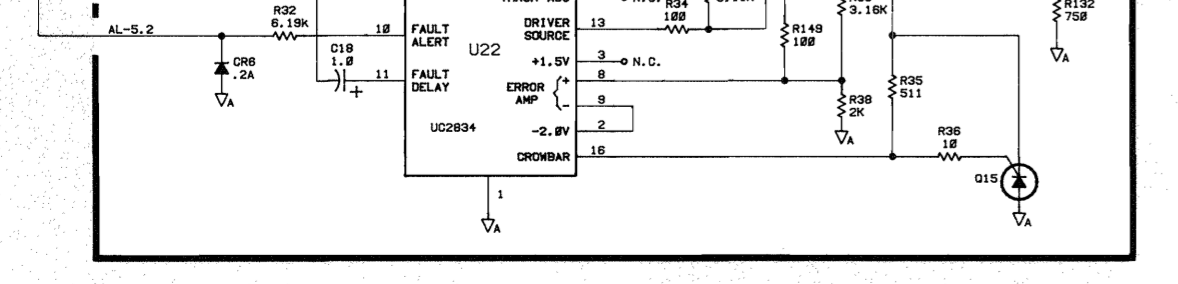 R32
6.19k
AL-5.2
CR6
.2A
A
C18
1.0
+
10
11
FAULT
ALERT
FAULT
DELAY
U22
UC2834
DRIVER
SOURCE
+1.5V
ERROR
AMP
+
-
-2.0V
CROWBAR
1
A
13
3
N.C.
8
9
2
16
R34
100
R149
100
3.16K
R38
2K
A
R35
511
R36
10
Q15
A
R132
750
A